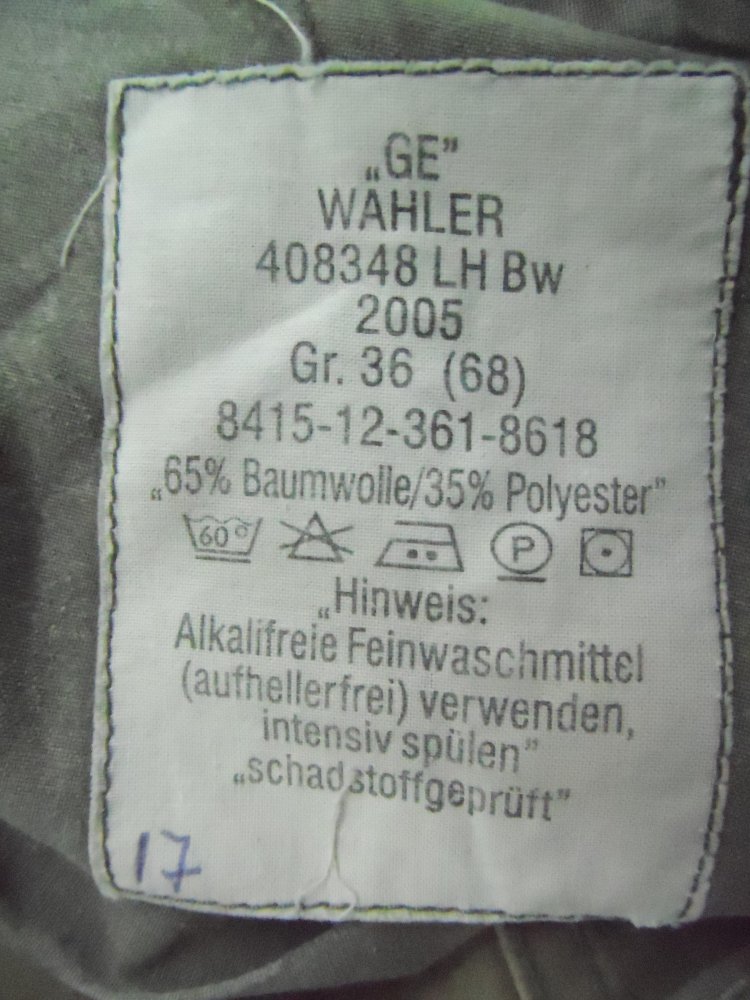 „GE”
WAHLER
408348 LH Bw
2005
Gr. 36 (68)
8415-12-361-8618
„65% Baumwolle/35% Polyester”
60° P
„Hinweis:
Alkalifreie Feinwaschmittel
(aufhellerfrei) verwenden,
intensiv spülen”
„schadstoffgeprüft”
17